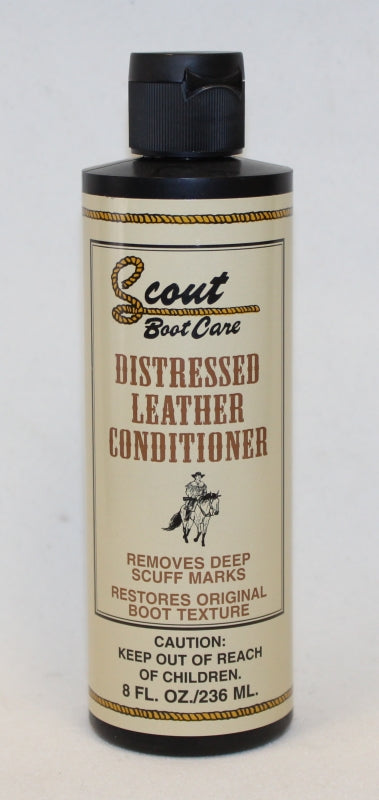 Scout
Boot Care
DISTRESSED
LEATHER
CONDITIONER
REMOVES DEEP
SCUFF MARKS
RESTORES ORIGINAL
BOOT TEXTURE
CAUTION:
KEEP OUT OF REACH
OF CHILDREN.
8 FL. OZ./236 ML.